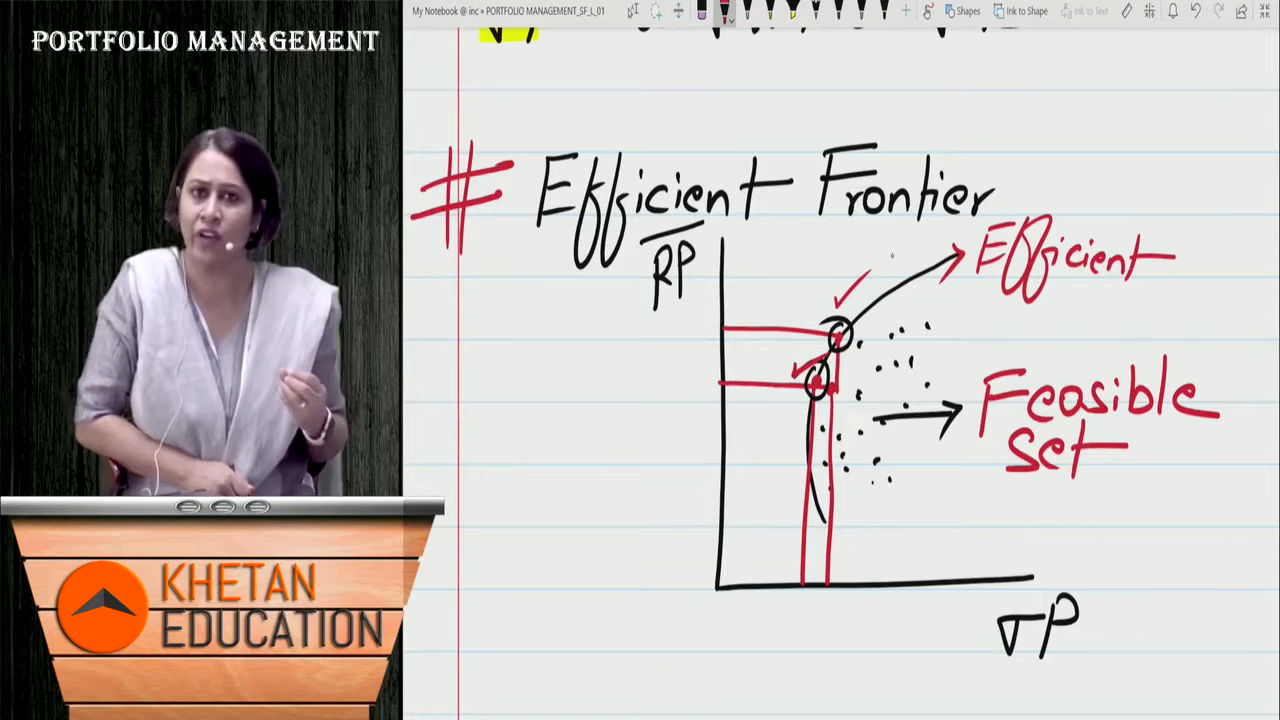 My Notebook @ inc » PORTFOLIO MANAGEMENT_SF_L_01
Shapes
Ink to Shape
Ink to Text
PORTFOLIO MANAGEMENT
# Efficient Frontier
RP
Efficient
Feasible
set
σP
KHETAN
EDUCATION